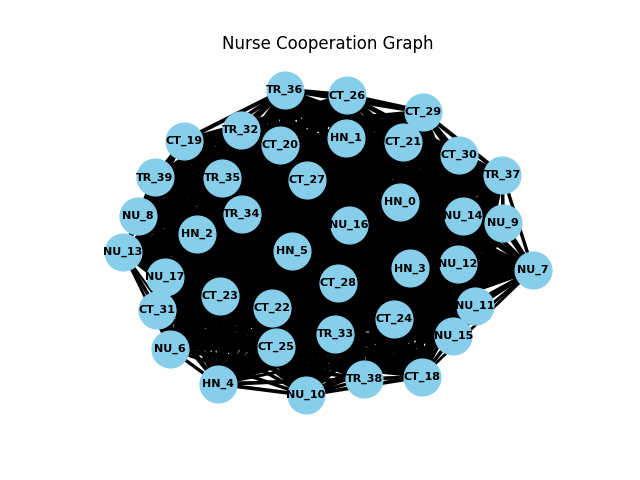 Nurse Cooperation Graph
TR_36
CT_26
CT_29
TR_32
HN_1
CT_19
CT_20
CT_21
CT_30
TR_39
TR_35
CT_27
TR_37
HN_0
NU_8
TR_34
NU_14
NU_9
NU_16
HN_2
NU_13
HN_5
NU_12
HN_3
NU_7
NU_17
CT_28
CT_23
NU_11
CT_31
CT_22
CT_24
TR_33
NU_15
NU_6
CT_25
CT_18
TR_38
HN_4
NU_10